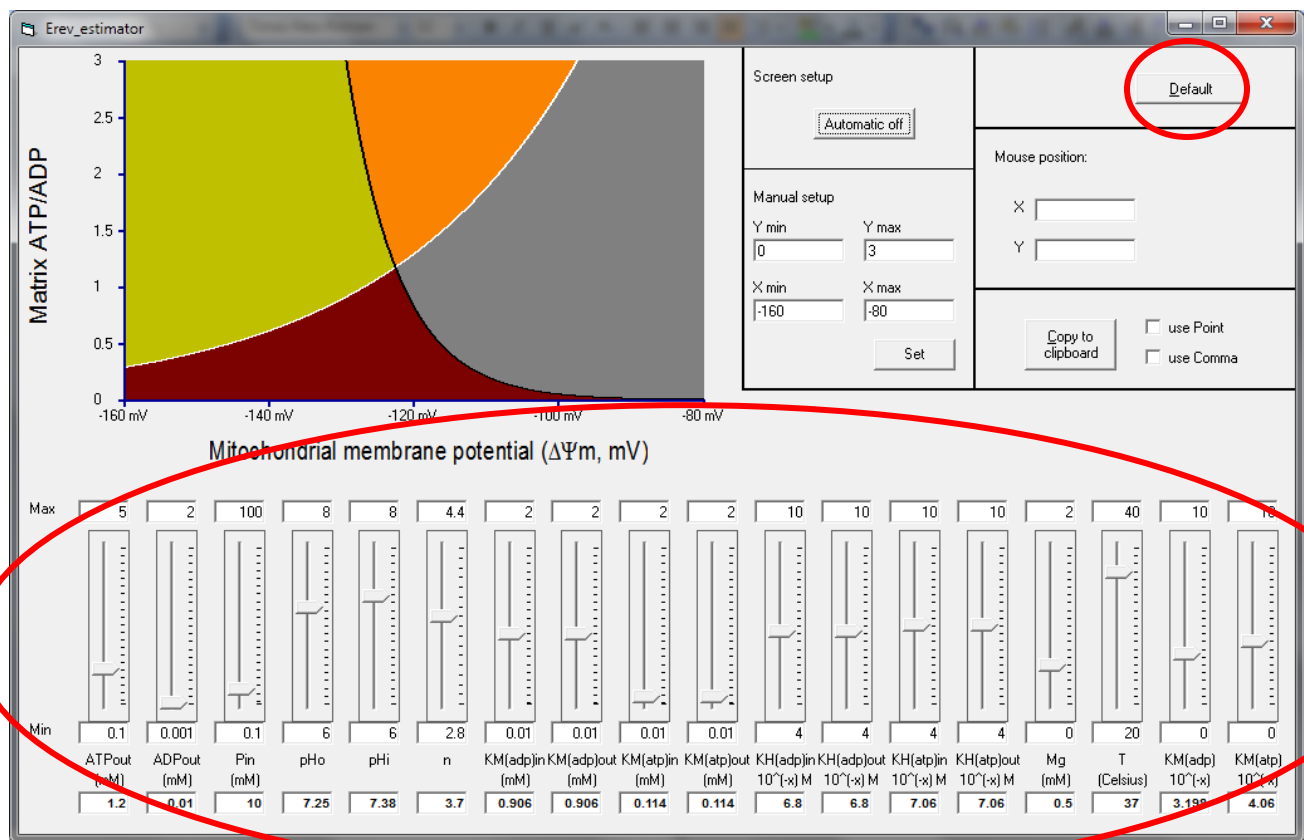 Erev_estimator
Matrix ATP/ADP
3
2.5
2
1.5
1
0.5
0
-160 mV
-140 mV
-120 mV
-100 mV
-80 mV
Mitochondrial membrane potential (ΔΨm, mV)
Screen setup
Automatic off
Manual setup
Y min
Y max
0
3
X min
X max
-160
-80
Set
Default
Mouse position:
X
Y
Copy to
clipboard
use Point
use Comma
Max 5 2 100 8 8 4.4 2 2 2 2 10 10 10 10 2 40 10 10
Min 0.1 0.001 0.1 6 6 2.8 0.01 0.01 0.01 0.01 4 4 4 4 0 20 0 0
ATPout ADPout Pin pHo pHi n KM(adp)in KM(adp)out KM(atp)in KM(atp)out KH(adp)in KH(adp)out KH(atp)in KH(atp)out Mg T KM(adp) KM(atp)
(mM) (mM) (mM) (mM) (mM) (mM) (mM) 10^(-x) M 10^(-x) M 10^(-x) M 10^(-x) M (mM) (Celsius) 10^(-x) 10^(-x)
1.2 0.01 10 7.25 7.38 3.7 0.906 0.906 0.114 0.114 6.8 6.8 7.06 7.06 0.5 37 3.198 4.06